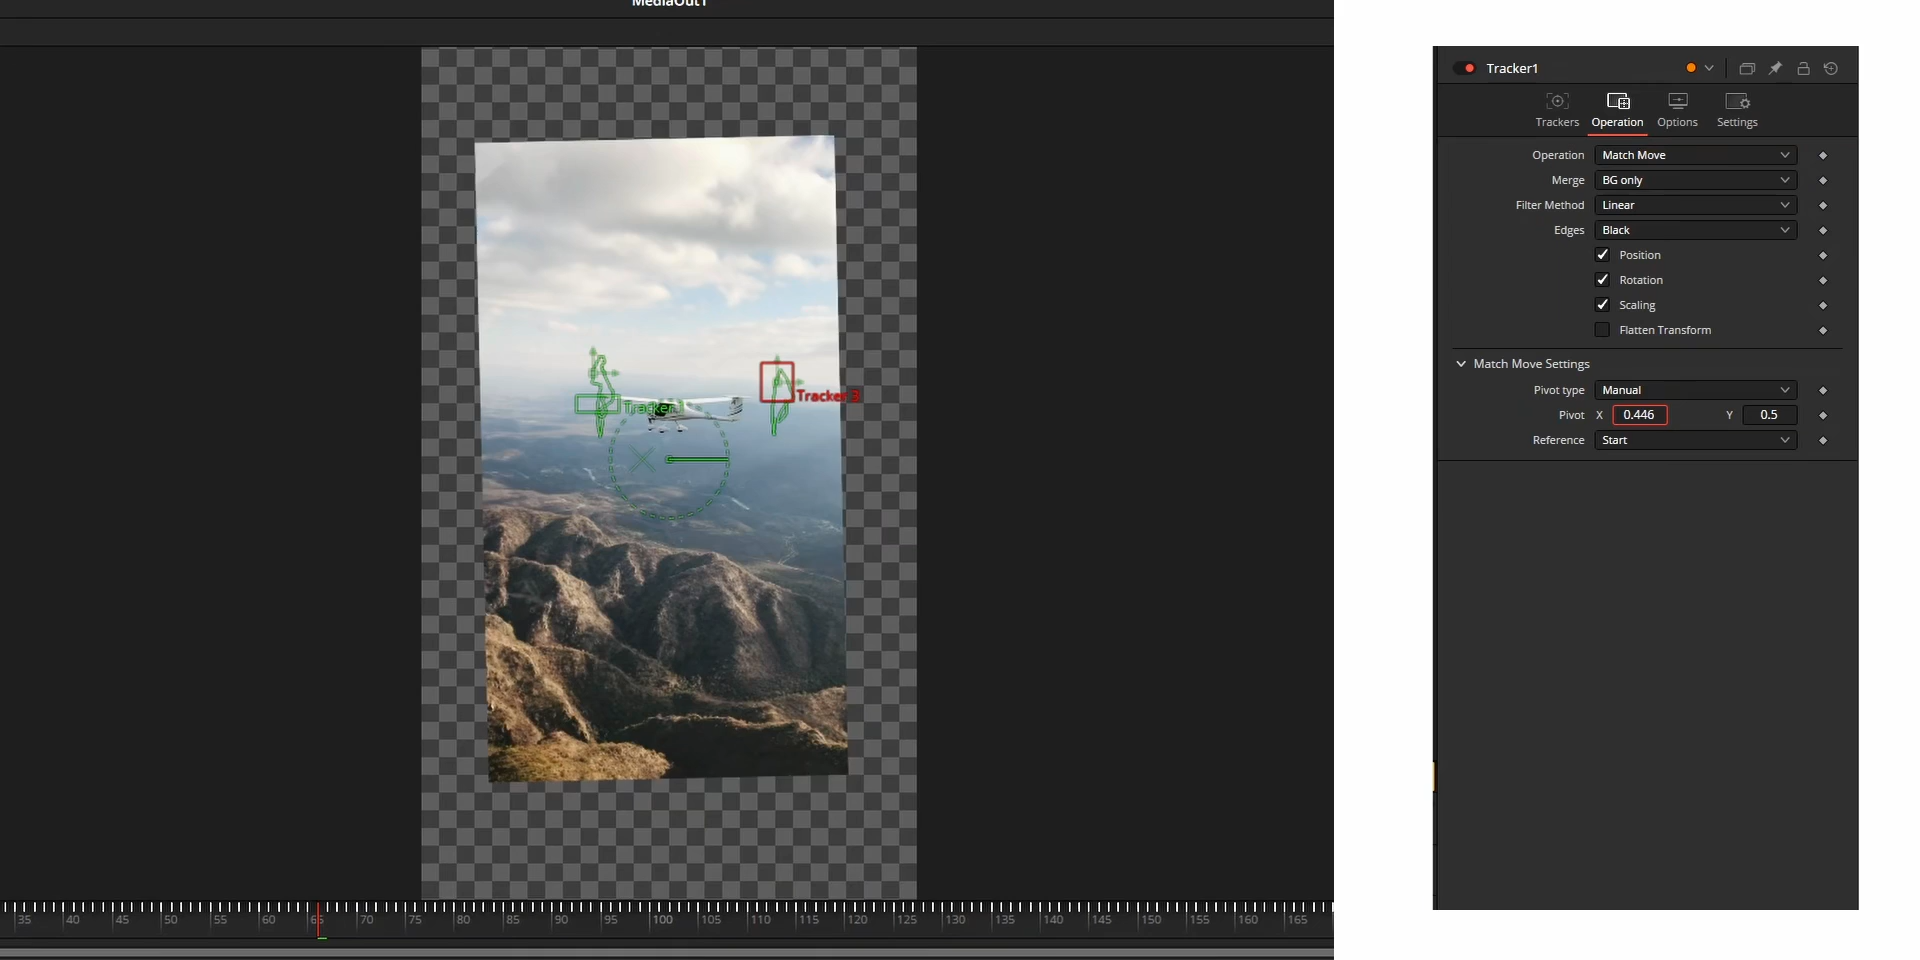 MediaOut1
Tracker1
Trackers
Operation
Options
Settings
Operation Match Move
Merge BG only
Filter Method Linear
Edges Black
Position
Rotation
Scaling
Flatten Transform
Match Move Settings
Pivot type Manual
Pivot X 0.446 Y 0.5
Reference Start
Tracker 3
35 40 45 50 55 60 65 70 75 80 85 90 95 100 105 110 115 120 125 130 135 140 145 150 155 160 165